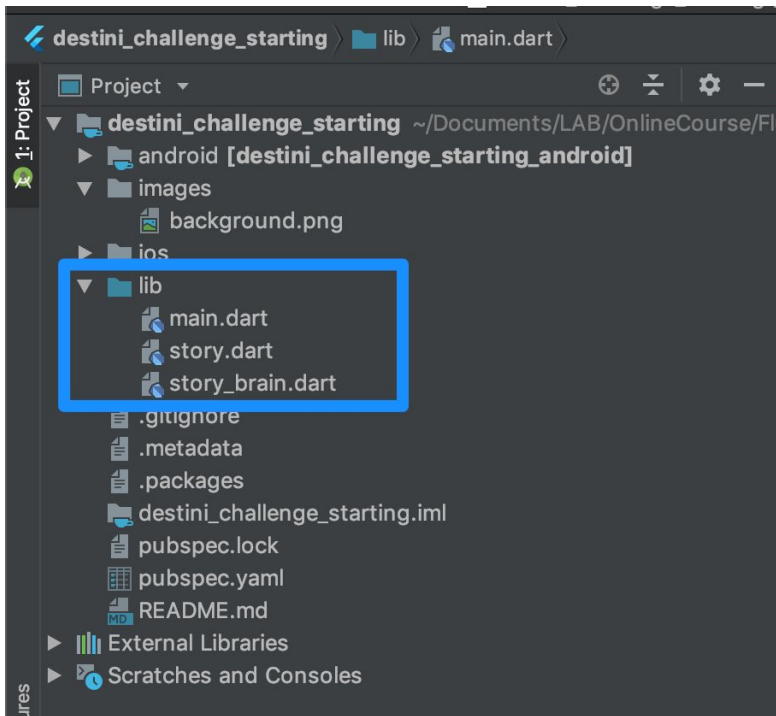 destini_challenge_starting lib main.dart
1: Project
Project
destini_challenge_starting ~/Documents/LAB/OnlineCourse/Fl
android [destini_challenge_starting_android]
images
background.png
ios
lib
main.dart
story.dart
story_brain.dart
.gitignore
.metadata
.packages
destini_challenge_starting.iml
pubspec.lock
pubspec.yaml
MD README.md
External Libraries
Scratches and Consoles
ures